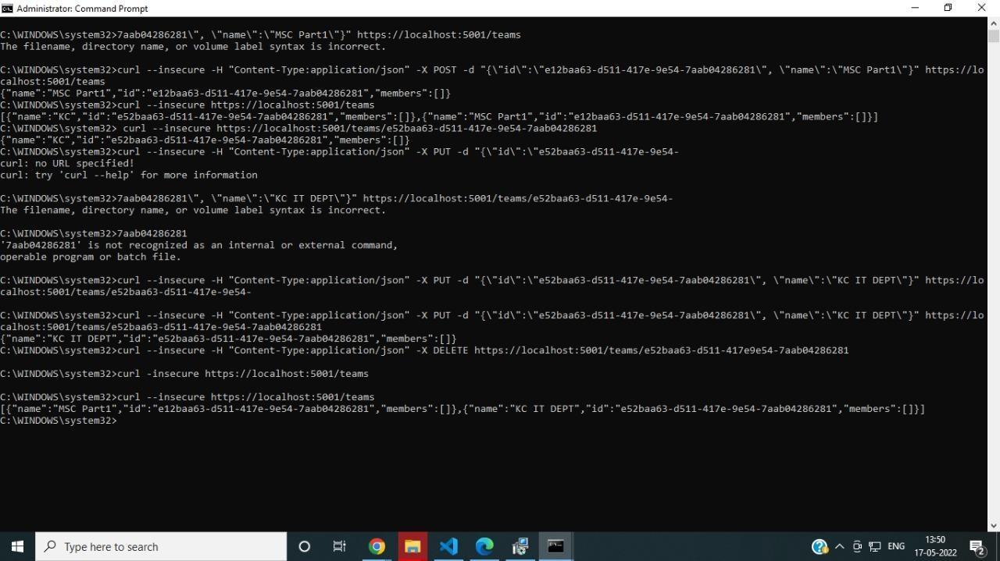 Administrator: Command Prompt
C:\WINDOWS\system32>7aab04286281\", \"name\":\"MSC Part1\"}" https://localhost:5001/teams
The filename, directory name, or volume label syntax is incorrect.
C:\WINDOWS\system32>curl --insecure -H "Content-Type:application/json" -X POST -d "{\"id\":\"e12baa63-d511-417e-9e54-7aab04286281\", \"name\":\"MSC Part1\"}" https://lo
calhost:5001/teams
{"name":"MSC Part1","id":"e12baa63-d511-417e-9e54-7aab04286281","members":[]}
C:\WINDOWS\system32>curl --insecure https://localhost:5001/teams
[{"name":"KC","id":"e52baa63-d511-417e-9e54-7aab04286281","members":[]},{"name":"MSC Part1","id":"e12baa63-d511-417e-9e54-7aab04286281","members":[]}]
C:\WINDOWS\system32> curl --insecure https://localhost:5001/teams/e52baa63-d511-417e-9e54-7aab04286281
{"name":"KC","id":"e52baa63-d511-417e-9e54-7aab04286281","members":[]}
C:\WINDOWS\system32>curl --insecure -H "Content-Type:application/json" -X PUT -d "{\"id\":\"e52baa63-d511-417e-9e54-
curl: no URL specified!
curl: try 'curl --help' for more information
C:\WINDOWS\system32>7aab04286281\", \"name\":\"KC IT DEPT\"}" https://localhost:5001/teams/e52baa63-d511-417e-9e54-
The filename, directory name, or volume label syntax is incorrect.
C:\WINDOWS\system32>7aab04286281
'7aab04286281' is not recognized as an internal or external command,
operable program or batch file.
C:\WINDOWS\system32>curl --insecure -H "Content-Type:application/json" -X PUT -d "{\"id\":\"e52baa63-d511-417e-9e54-7aab04286281\", \"name\":\"KC IT DEPT\"}" https://lo
calhost:5001/teams/e52baa63-d511-417e-9e54-
C:\WINDOWS\system32>curl --insecure -H "Content-Type:application/json" -X PUT -d "{\"id\":\"e52baa63-d511-417e-9e54-7aab04286281\", \"name\":\"KC IT DEPT\"}" https://lo
calhost:5001/teams/e52baa63-d511-417e-9e54-7aab04286281
{"name":"KC IT DEPT","id":"e52baa63-d511-417e-9e54-7aab04286281","members":[]}
C:\WINDOWS\system32>curl --insecure -H "Content-Type:application/json" -X DELETE https://localhost:5001/teams/e52baa63-d511-417e9e54-7aab04286281
C:\WINDOWS\system32>curl -insecure https://localhost:5001/teams
C:\WINDOWS\system32>curl --insecure https://localhost:5001/teams
[{"name":"MSC Part1","id":"e12baa63-d511-417e-9e54-7aab04286281","members":[]},{"name":"KC IT DEPT","id":"e52baa63-d511-417e-9e54-7aab04286281","members":[]}]
C:\WINDOWS\system32>
Type here to search
ENG
13:50
17-05-2022
2